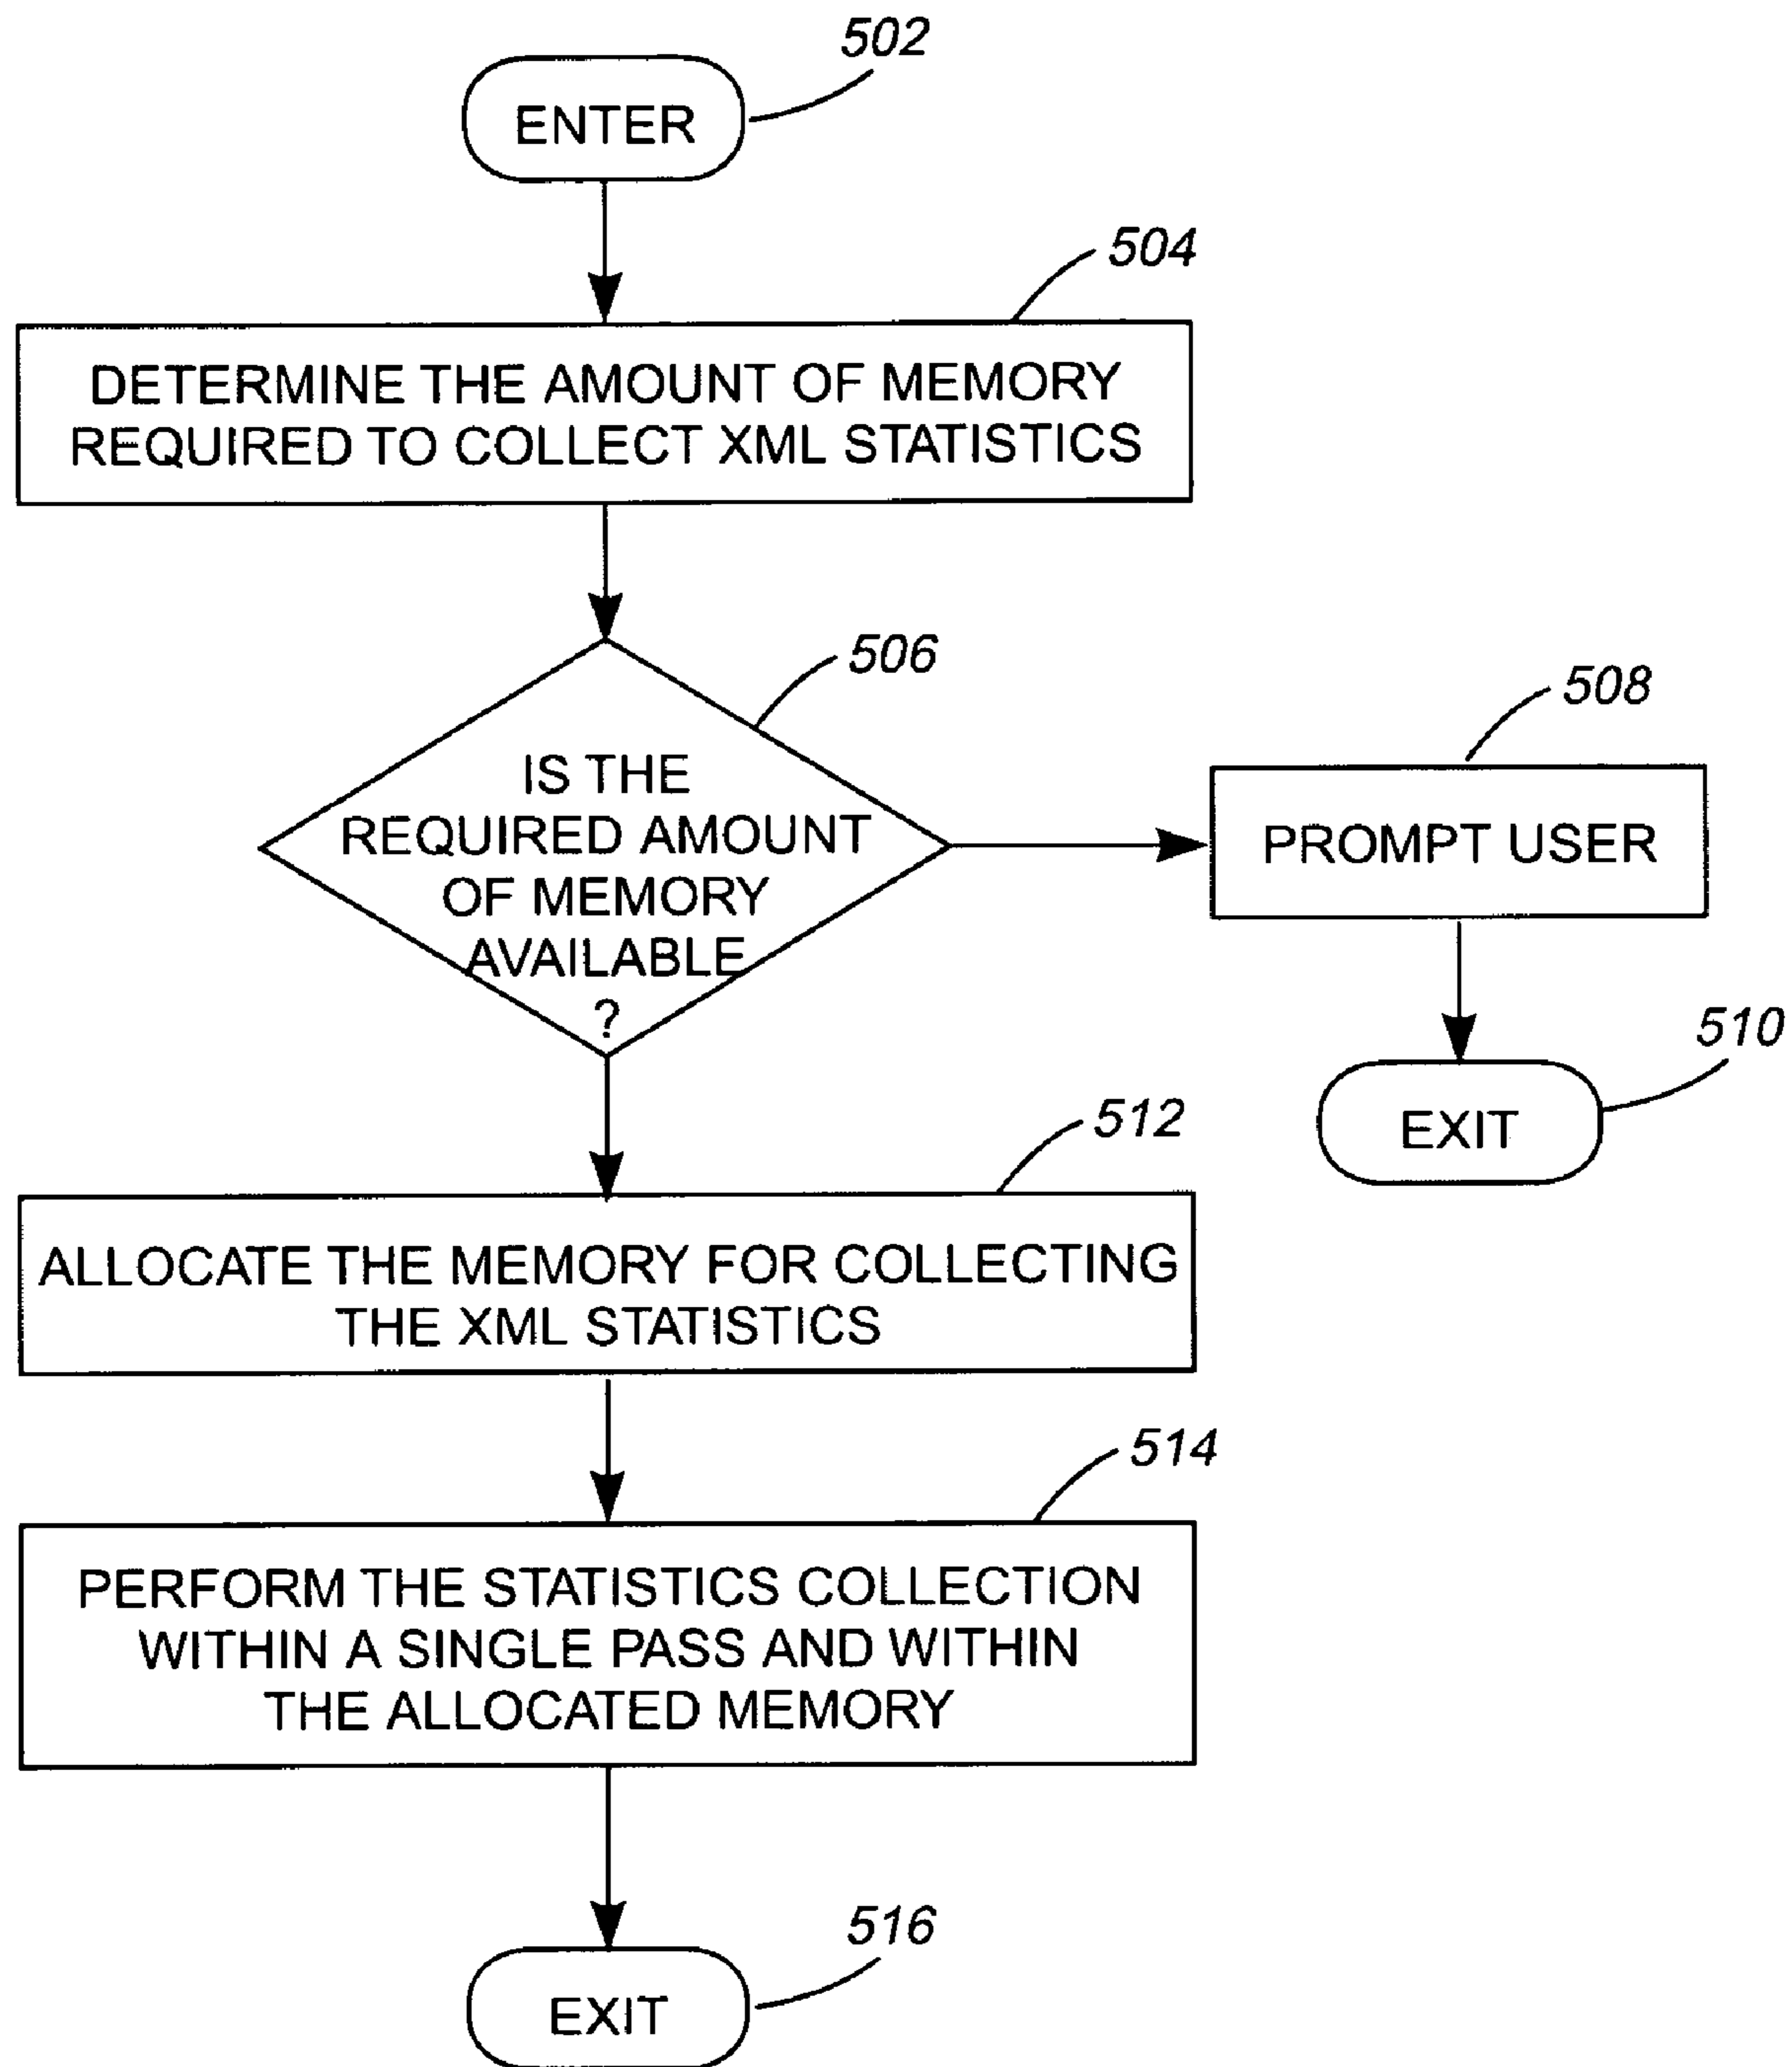 502
ENTER
504
DETERMINE THE AMOUNT OF MEMORY
REQUIRED TO COLLECT XML STATISTICS
506
IS THE
REQUIRED AMOUNT
OF MEMORY
AVAILABLE
?
508
PROMPT USER
510
EXIT
512
ALLOCATE THE MEMORY FOR COLLECTING
THE XML STATISTICS
514
PERFORM THE STATISTICS COLLECTION
WITHIN A SINGLE PASS AND WITHIN
THE ALLOCATED MEMORY
516
EXIT